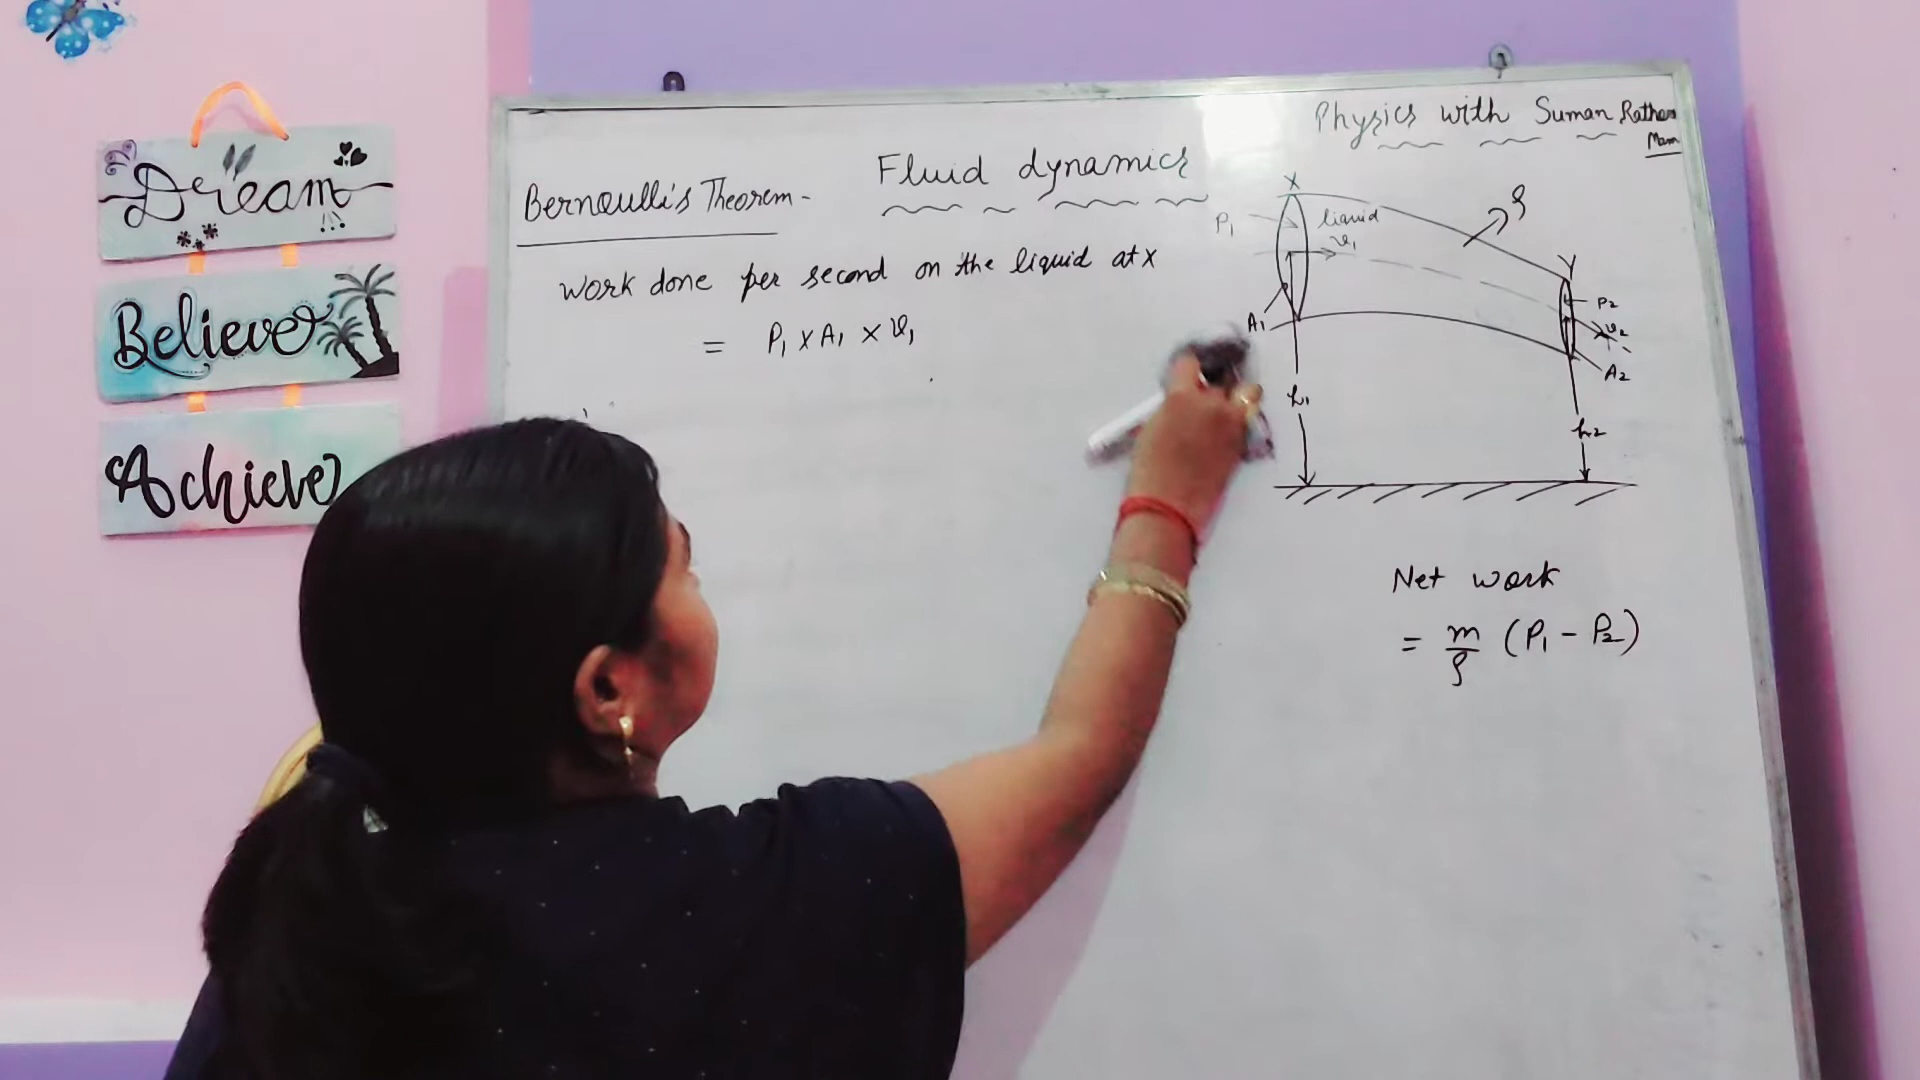 Dream
Believe
Achieve
Physics with Suman Rathore
Mam
Fluid dynamics
Bernoulli's Theorem -
Work done per second on the liquid at X
= P₁ × A₁ × v₁
X
P₁
liquid
v₁
ρ
Y
P₂
v₂
A₁
A₂
h₁
h₂
Net work
= m/ρ (P₁ - P₂)